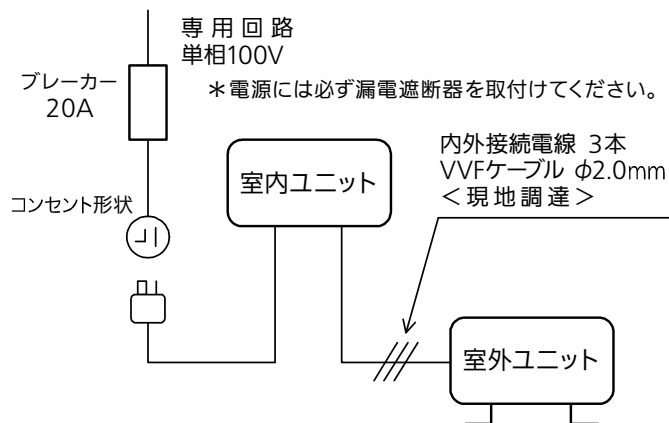 専用回路
単相100V
ブレーカー
20A
＊電源には必ず漏電遮断器を取付けてください。
内外接続電線 3本
VVFケーブル φ2.0mm
＜現地調達＞
室内ユニット
コンセント形状
室外ユニット